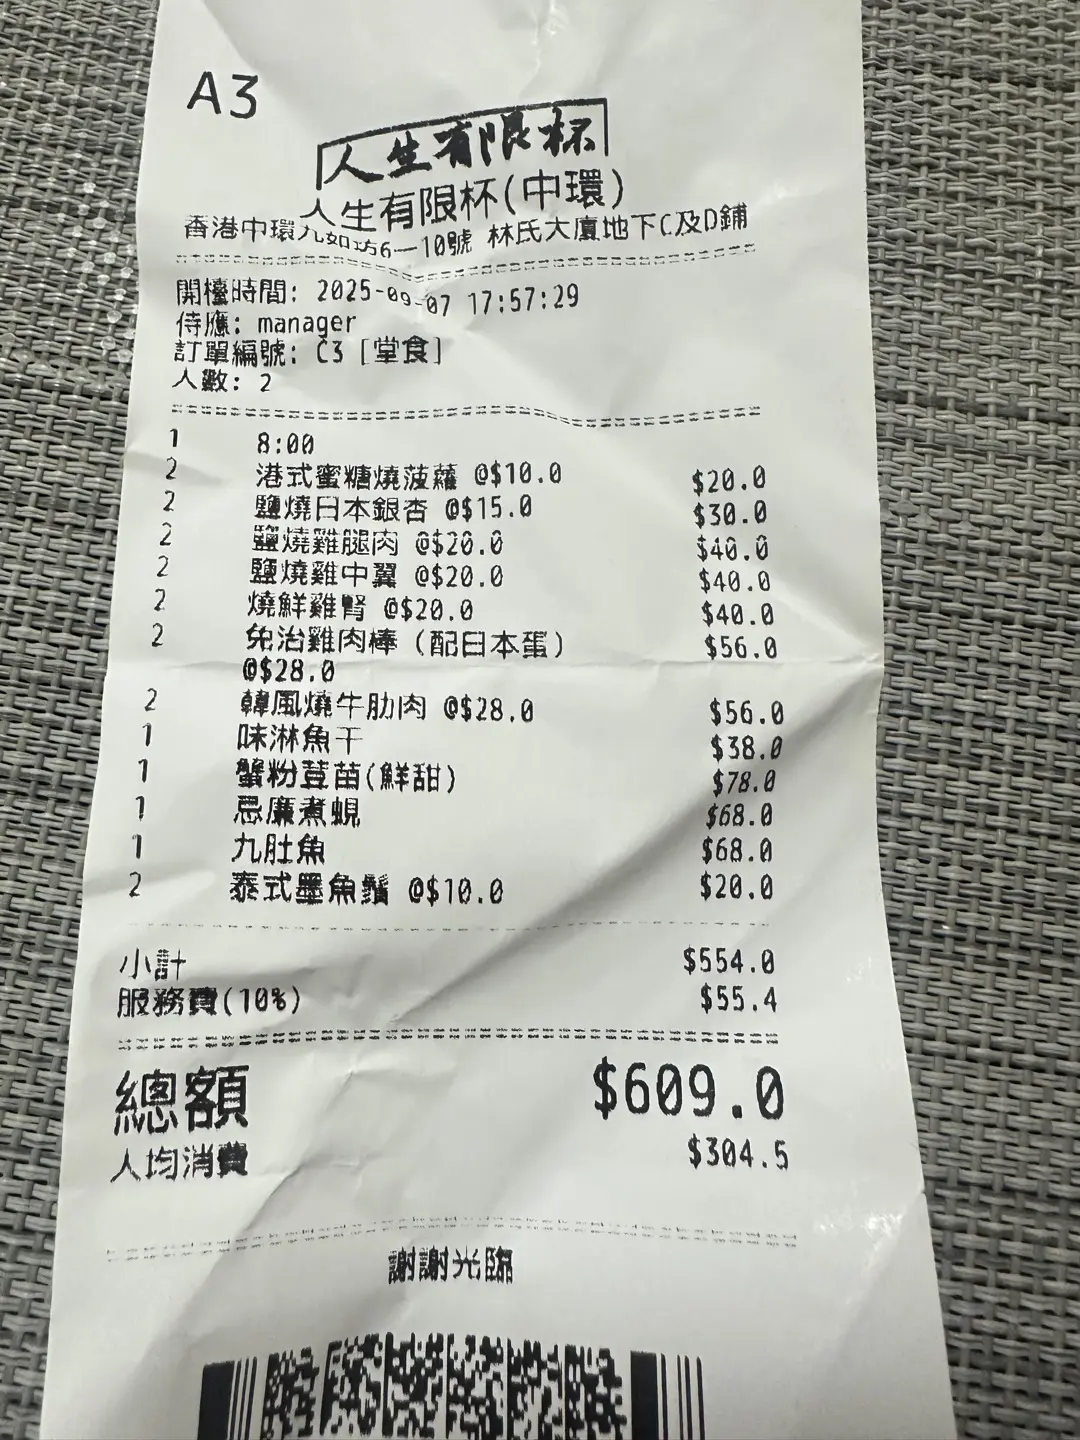 A3
人生有限杯
人生有限杯(中環)
香港中環九如坊6—10號 林氏大廈地下C及D鋪
開檯時間: 2025-09-07 17:57:29
侍應: manager
訂單編號: C3 [堂食]
人數: 2
1 8:00
2 港式蜜糖燒菠蘿 @$10.0 $20.0
2 鹽燒日本銀杏 @$15.0 $30.0
2 鹽燒雞腿肉 @$20.0 $40.0
2 鹽燒雞中翼 @$20.0 $40.0
2 燒鮮雞腎 @$20.0 $40.0
2 免治雞肉棒 (配日本蛋) $56.0
@$28.0
2 韓風燒牛肋肉 @$28.0 $56.0
1 味淋魚干 $38.0
1 蟹粉荳苗(鮮甜) $78.0
1 忌廉煮蜆 $68.0
1 九肚魚 $68.0
2 泰式墨魚鬚 @$10.0 $20.0
小計 $554.0
服務費(10%) $55.4
總額 $609.0
人均消費 $304.5
謝謝光臨